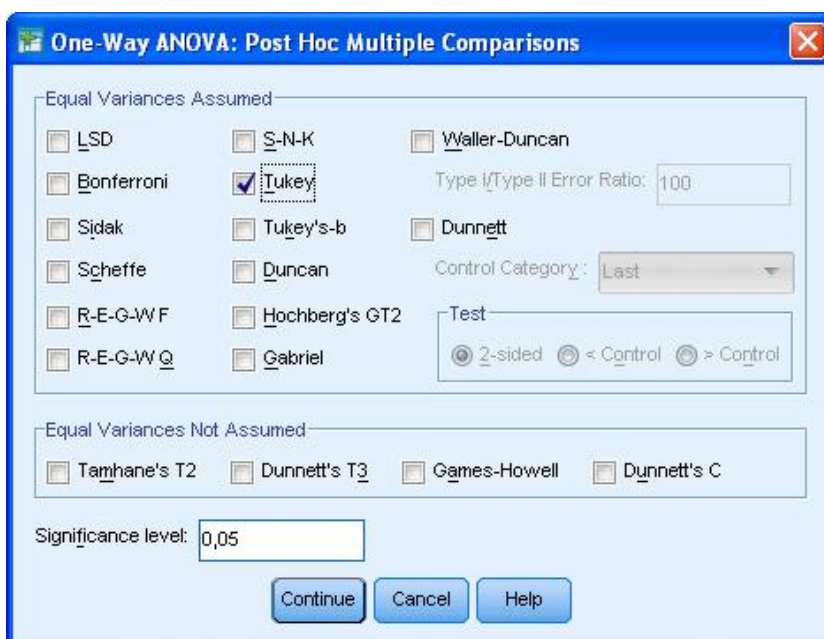 One-Way ANOVA: Post Hoc Multiple Comparisons
Equal Variances Assumed
LSD S-N-K Waller-Duncan
Bonferroni Tukey Type I/Type II Error Ratio: 100
Sidak Tukey's-b Dunnett
Scheffe Duncan Control Category : Last
R-E-G-W F Hochberg's GT2 Test
R-E-G-W Q Gabriel 2-sided < Control > Control
Equal Variances Not Assumed
Tamhane's T2 Dunnett's T3 Games-Howell Dunnett's C
Significance level: 0,05
Continue Cancel Help